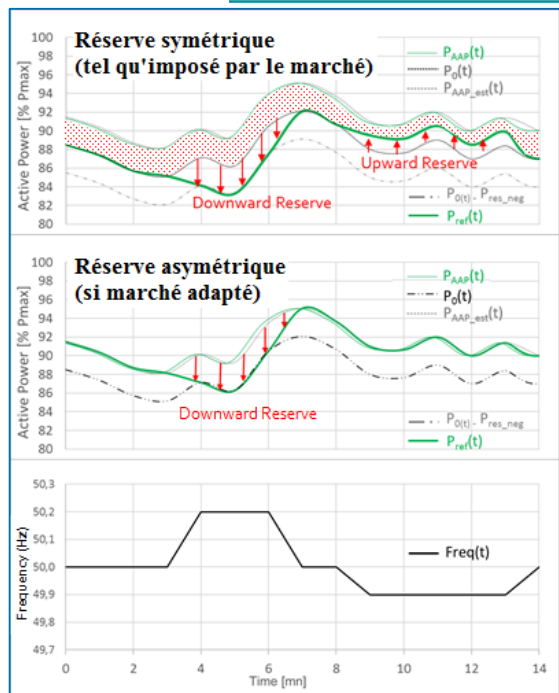 Réserve symétrique
(tel qu'imposé par le marché)
P_AAP(t)
P_0(t)
P_AAP_est(t)
Active Power [% Pmax]
100
98
96
94
92
90
88
86
84
82
80
Upward Reserve
Downward Reserve
P_0(t) - P_res_neg
P_ref(t)
Réserve asymétrique
(si marché adapté)
P_AAP(t)
P_0(t)
P_AAP_est(t)
Active Power [% Pmax]
100
98
96
94
92
90
88
86
84
82
80
Downward Reserve
P_0(t) - P_res_neg
P_ref(t)
Frequency (Hz)
50,3
50,2
50,1
50,0
49,9
49,8
49,7
Freq(t)
0 2 4 6 8 10 12 14
Time [mn]